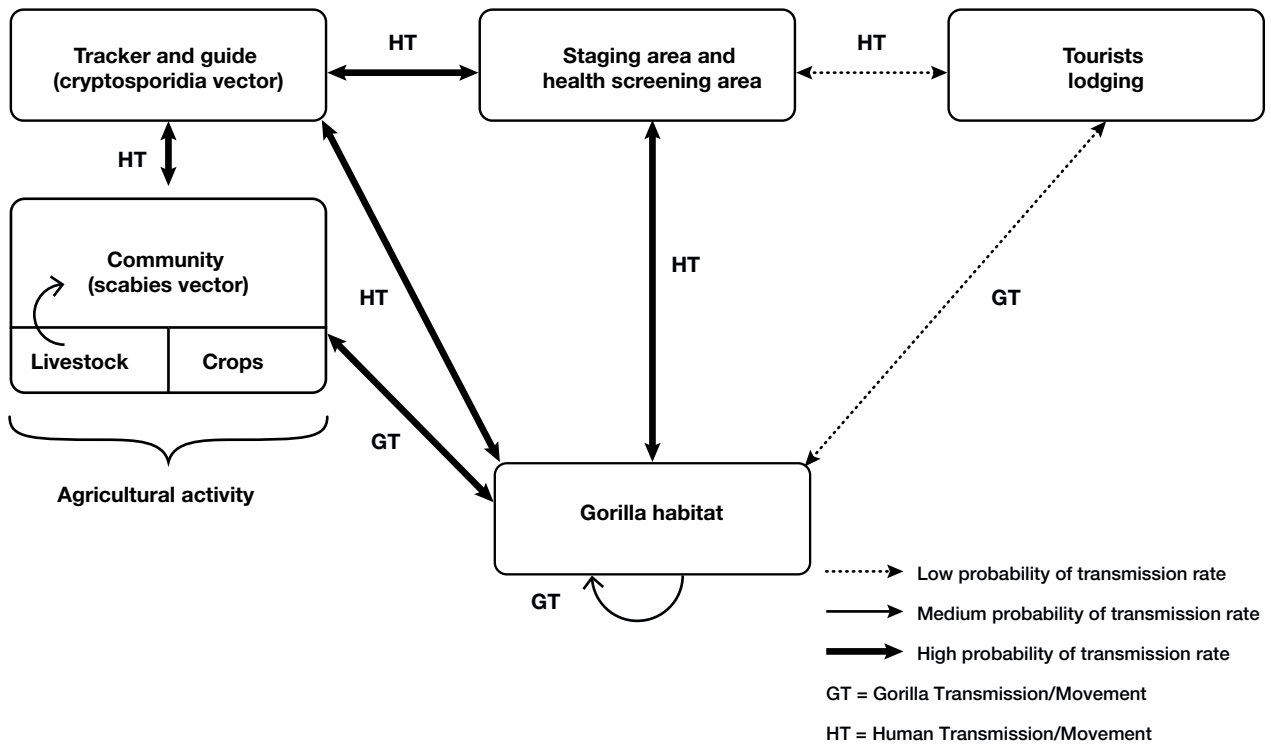 Tracker and guide
(cryptosporidia vector)
HT
Staging area and
health screening area
HT
Tourists
lodging
HT
Community
(scabies vector)
Livestock
Crops
HT
HT
GT
GT
Agricultural activity
Gorilla habitat
GT
Low probability of transmission rate
Medium probability of transmission rate
High probability of transmission rate
GT = Gorilla Transmission/Movement
HT = Human Transmission/Movement